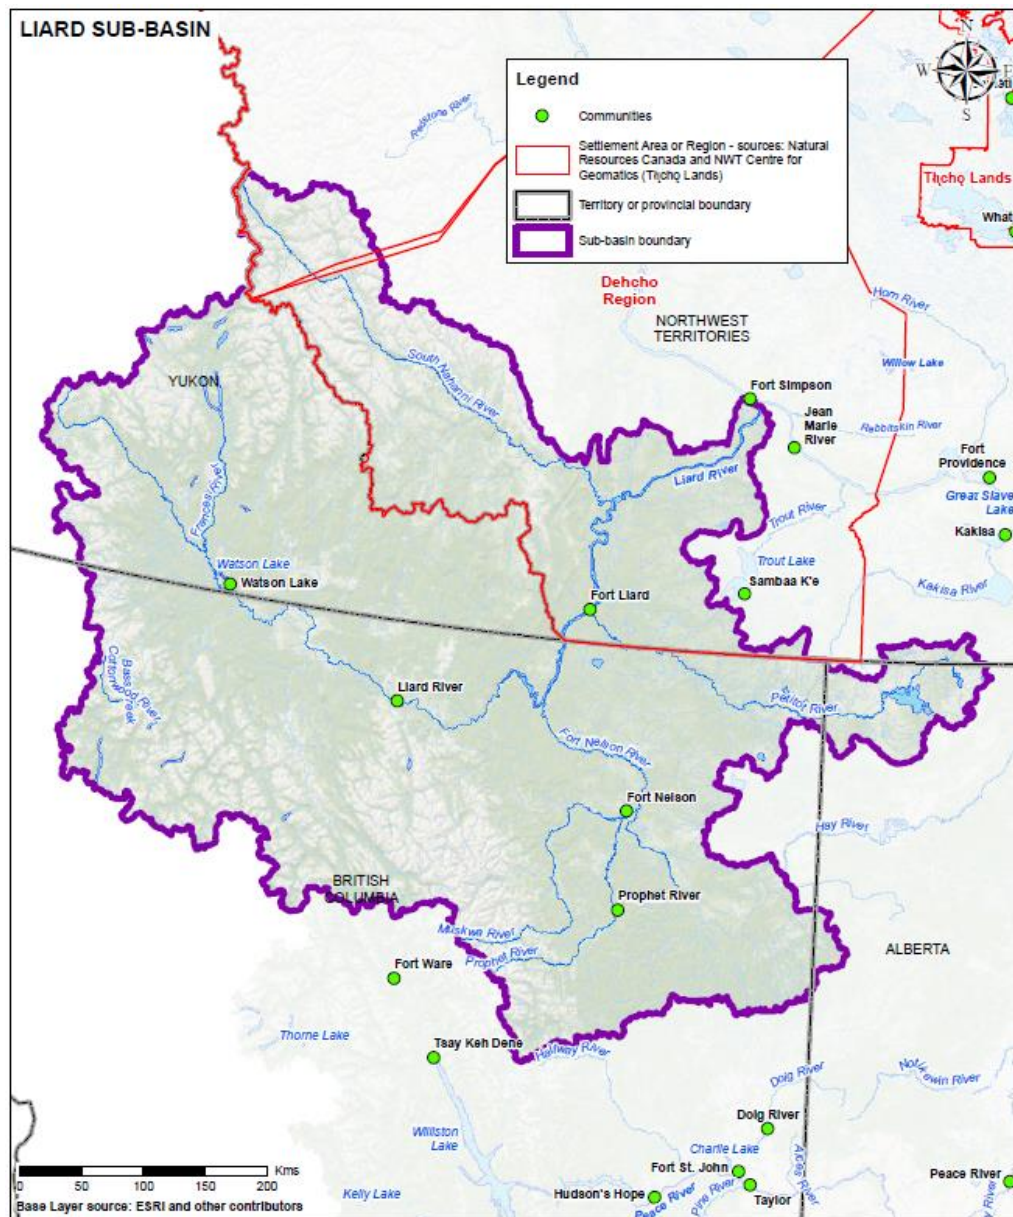 LIARD SUB-BASIN
N
W
E
S
Legend
Communities
Settlement Area or Region - sources: Natural
Resources Canada and NWT Centre for
Geomatics (Tłı̨chǫ Lands)
Territory or provincial boundary
Sub-basin boundary
Redstone River
Tłı̨chǫ Lands
What
Dehcho
Region
NORTHWEST
TERRITORIES
Horn River
Willow Lake
YUKON
South Nahanni River
Fort Simpson
Jean
Marie
River
Rabbitskin River
Fort
Providence
Great Slave
Lake
Liard River
Frances River
Trout River
Kakisa
Watson Lake
Watson Lake
Trout Lake
Sambaa K'e
Kakisa River
Fort Liard
Liard River
Petitot River
Fort Nelson River
Fort Nelson
Hay River
BRITISH
COLUMBIA
Prophet River
Muskwa River
Prophet River
ALBERTA
Fort Ware
Thorne Lake
Tsay Keh Dene
Halfway River
Doig River
Notikewin River
Williston
Lake
Doig River
Charlie Lake
Fort St. John
Pine River
Taylor
Alces River
Peace River
Hudson's Hope
Peace River
Kelly Lake
0 50 100 150 200 Kms
Base Layer source: ESRI and other contributors